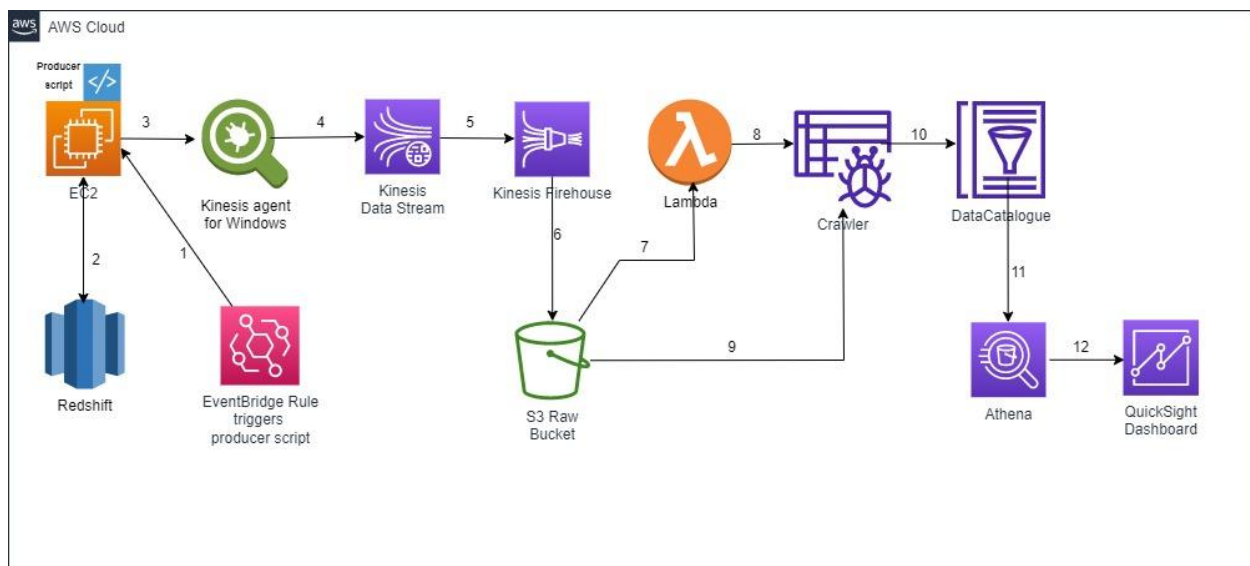 aws
AWS Cloud
Producer
script
EC2
3
Kinesis agent
for Windows
4
Kinesis
Data Stream
5
Kinesis Firehouse
6
7
Lambda
8
Crawler
10
DataCatalogue
2
1
9
11
12
Redshift
EventBridge Rule
triggers
producer script
S3 Raw
Bucket
Athena
QuickSight
Dashboard